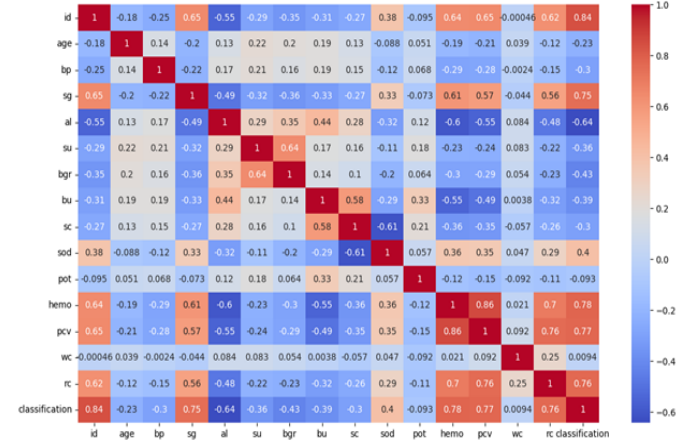 id 1 -0.18 -0.25 0.65 -0.55 -0.29 -0.35 -0.31 -0.27 0.38 -0.095 0.64 0.65 -0.00046 0.62 0.84 1.0
age -0.18 1 0.14 -0.2 0.13 0.22 0.2 0.19 0.13 -0.088 0.051 -0.19 -0.21 0.039 -0.12 -0.23
bp -0.25 0.14 1 -0.22 0.17 0.21 0.16 0.19 0.15 -0.12 0.068 -0.29 -0.28 -0.0024 -0.15 -0.3 0.8
sg 0.65 -0.2 -0.22 1 -0.49 -0.32 -0.36 -0.33 -0.27 0.33 -0.073 0.61 0.57 -0.044 0.56 0.75
0.6
al -0.55 0.13 0.17 -0.49 1 0.29 0.35 0.44 0.28 -0.32 0.12 -0.6 -0.55 0.084 -0.48 -0.64
su -0.29 0.22 0.21 -0.32 0.29 1 0.64 0.17 0.16 -0.11 0.18 -0.23 -0.24 0.083 -0.22 -0.36 0.4
bgr -0.35 0.2 0.16 -0.36 0.35 0.64 1 0.14 0.1 -0.2 0.064 -0.3 -0.29 0.054 -0.23 -0.43
bu -0.31 0.19 0.19 -0.33 0.44 0.17 0.14 1 0.58 -0.29 0.33 -0.55 -0.49 0.0038 -0.32 -0.39 0.2
sc -0.27 0.13 0.15 -0.27 0.28 0.16 0.1 0.58 1 -0.61 0.21 -0.36 -0.35 -0.057 -0.26 -0.3
sod 0.38 -0.088 -0.12 0.33 -0.32 -0.11 -0.2 -0.29 -0.61 1 0.057 0.36 0.35 0.047 0.29 0.4 0.0
pot -0.095 0.051 0.068 -0.073 0.12 0.18 0.064 0.33 0.21 0.057 1 -0.12 -0.15 -0.092 -0.11 -0.093
-0.2
hemo 0.64 -0.19 -0.29 0.61 -0.6 -0.23 -0.3 -0.55 -0.36 0.36 -0.12 1 0.86 0.021 0.7 0.78
pcv 0.65 -0.21 -0.28 0.57 -0.55 -0.24 -0.29 -0.49 -0.35 0.35 -0.15 0.86 1 0.092 0.76 0.77
wc -0.00046 0.039 -0.0024 -0.044 0.084 0.083 0.054 0.0038 -0.057 0.047 -0.092 0.021 0.092 1 0.25 0.0094 -0.4
rc 0.62 -0.12 -0.15 0.56 -0.48 -0.22 -0.23 -0.32 -0.26 0.29 -0.11 0.7 0.76 0.25 1 0.76
classification 0.84 -0.23 -0.3 0.75 -0.64 -0.36 -0.43 -0.39 -0.3 0.4 -0.093 0.78 0.77 0.0094 0.76 1 -0.6
id age bp sg al su bgr bu sc sod pot hemo pcv wc rc classification